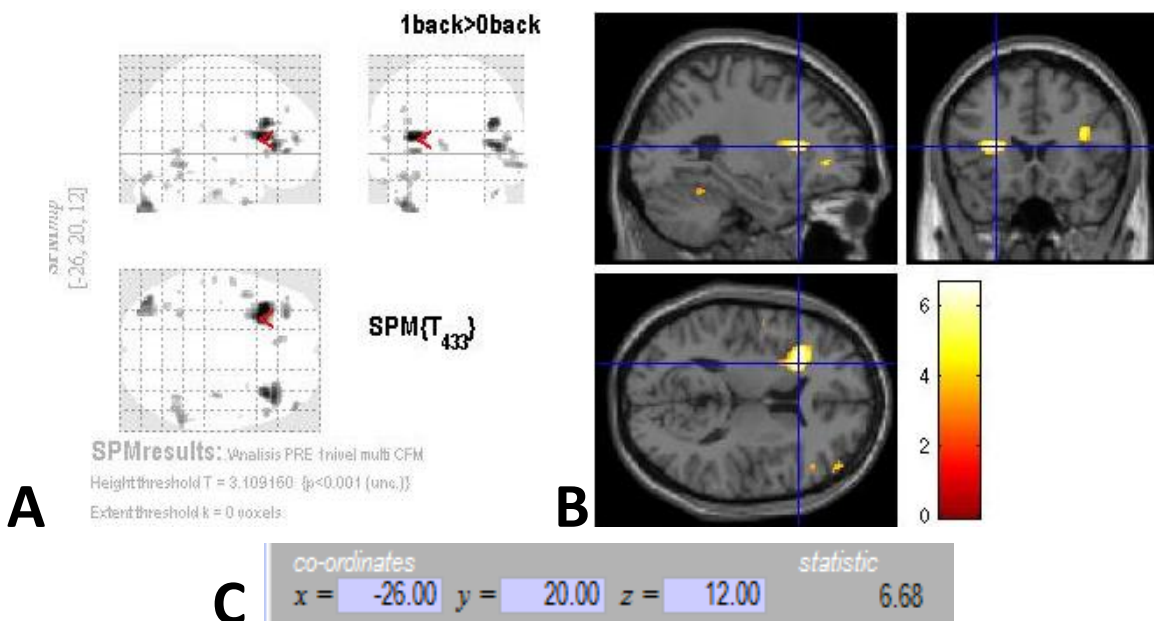 1back>0back
SPMmip
[-26, 20, 12]
SPM{T433}
SPMresults: \Analisis PRE 1nivel multi CFM
Height threshold T = 3.109160 {p<0.001 (unc.)}
Extent threshold k = 0 voxels
A
B
6
4
2
0
C
co-ordinates statistic
x = -26.00 y = 20.00 z = 12.00 6.68